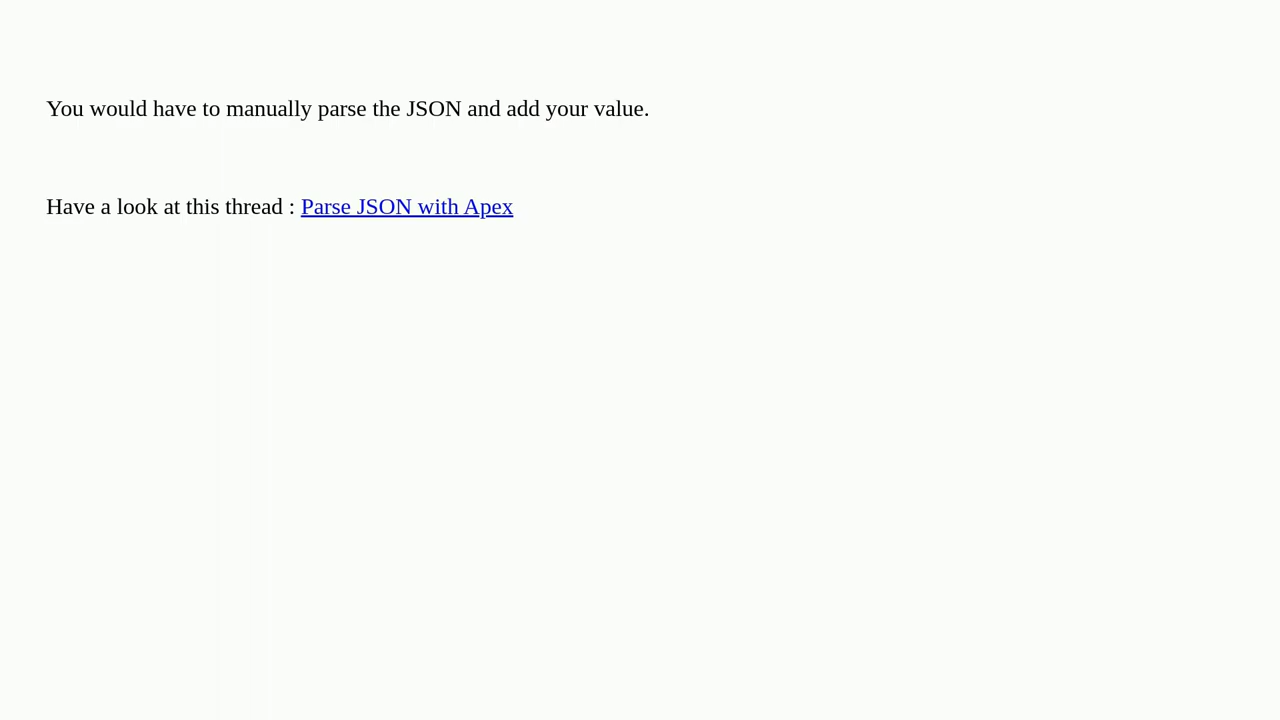 You would have to manually parse the JSON and add your value.
Have a look at this thread : Parse JSON with Apex